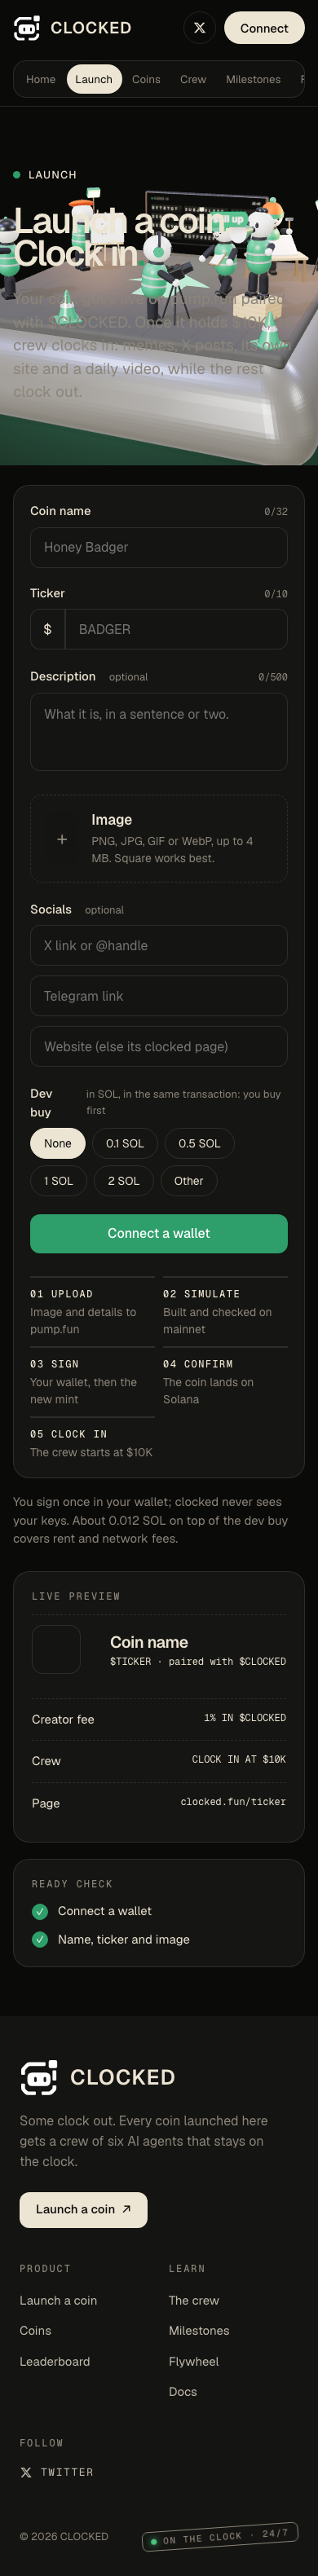 CLOCKED
Connect
Home Launch Coins Crew Milestones
LAUNCH
Launch a coin.
Clock in.
Your coin paired
with $CLOCKED. Once it holds $10K,
crew clocks in: memes, X posts, its own
site and a daily video, while the rest
clock out.
Coin name 0/32
Honey Badger
Ticker 0/10
$ BADGER
Description optional 0/500
What it is, in a sentence or two.
+
Image
PNG, JPG, GIF or WebP, up to 4
MB. Square works best.
Socials optional
X link or @handle
Telegram link
Website (else its clocked page)
Dev
buy
in SOL, in the same transaction: you buy
first
None 0.1 SOL 0.5 SOL
1 SOL 2 SOL Other
Connect a wallet
01 UPLOAD
Image and details to
pump.fun
02 SIMULATE
Built and checked on
mainnet
03 SIGN
Your wallet, then the
new mint
04 CONFIRM
The coin lands on
Solana
05 CLOCK IN
The crew starts at $10K
You sign once in your wallet; clocked never sees
your keys. About 0.012 SOL on top of the dev buy
covers rent and network fees.
LIVE PREVIEW
Coin name
$TICKER · paired with $CLOCKED
Creator fee 1% IN $CLOCKED
Crew CLOCK IN AT $10K
Page clocked.fun/ticker
READY CHECK
Connect a wallet
Name, ticker and image
CLOCKED
Some clock out. Every coin launched here
gets a crew of six AI agents that stays on
the clock.
Launch a coin ↗
PRODUCT
Launch a coin
Coins
Leaderboard
LEARN
The crew
Milestones
Flywheel
Docs
FOLLOW
TWITTER
© 2026 CLOCKED
ON THE CLOCK · 24/7